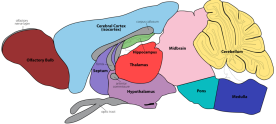 Cerebral Cortex
(Isocortex)
Olfactory Bulb
Septum
Hippocampus
Thalamus
Hypothalamus
Midbrain
Cerebellum
Pons
Medulla